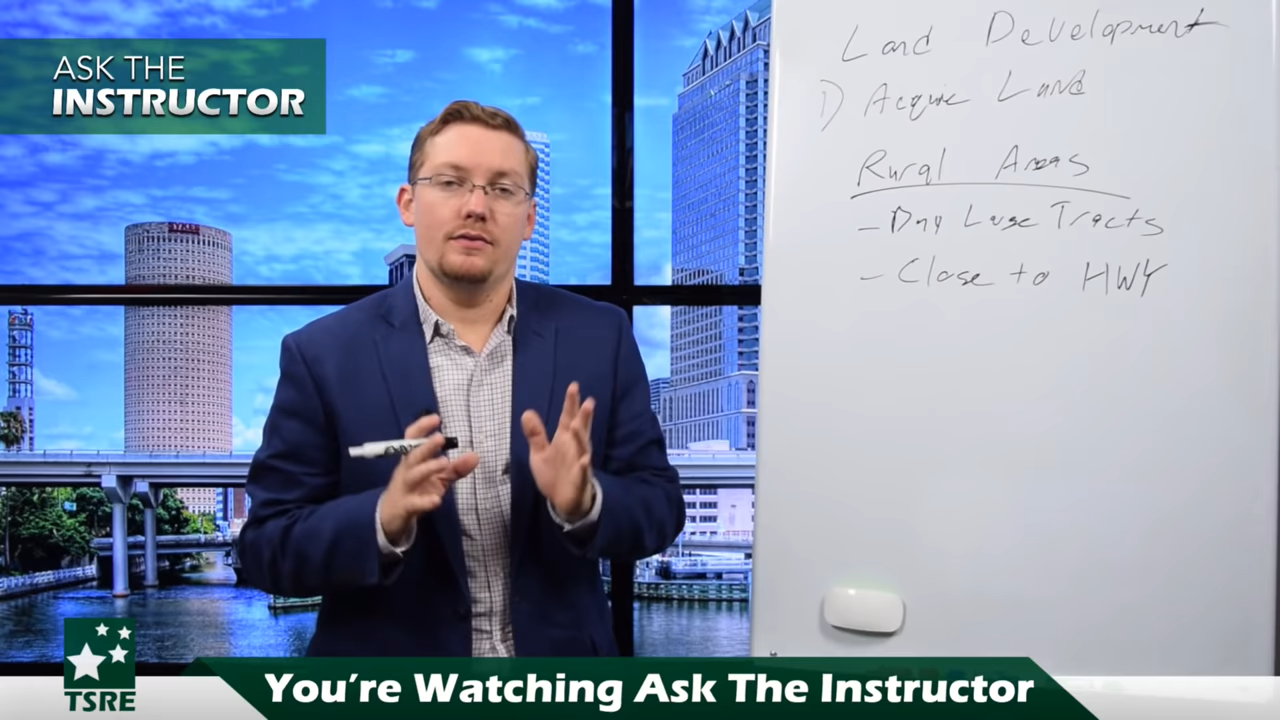 ASK THE
INSTRUCTOR
SYKES
Land Development
1) Acquire Land
Rural Areas
- Large Tracts
- Close to HWY
TSRE
You're Watching Ask The Instructor